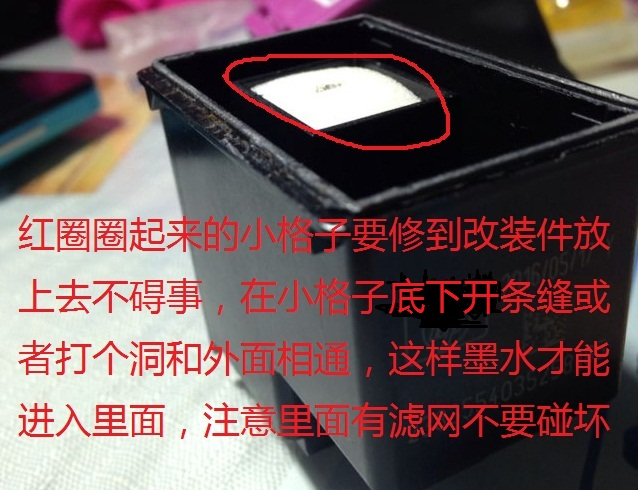 红圈圈起来的小格子要修到改装件放
上去不碍事，在小格子底下开条缝或
者打个洞和外面相通，这样墨水才能
进入里面，注意里面有滤网不要碰坏